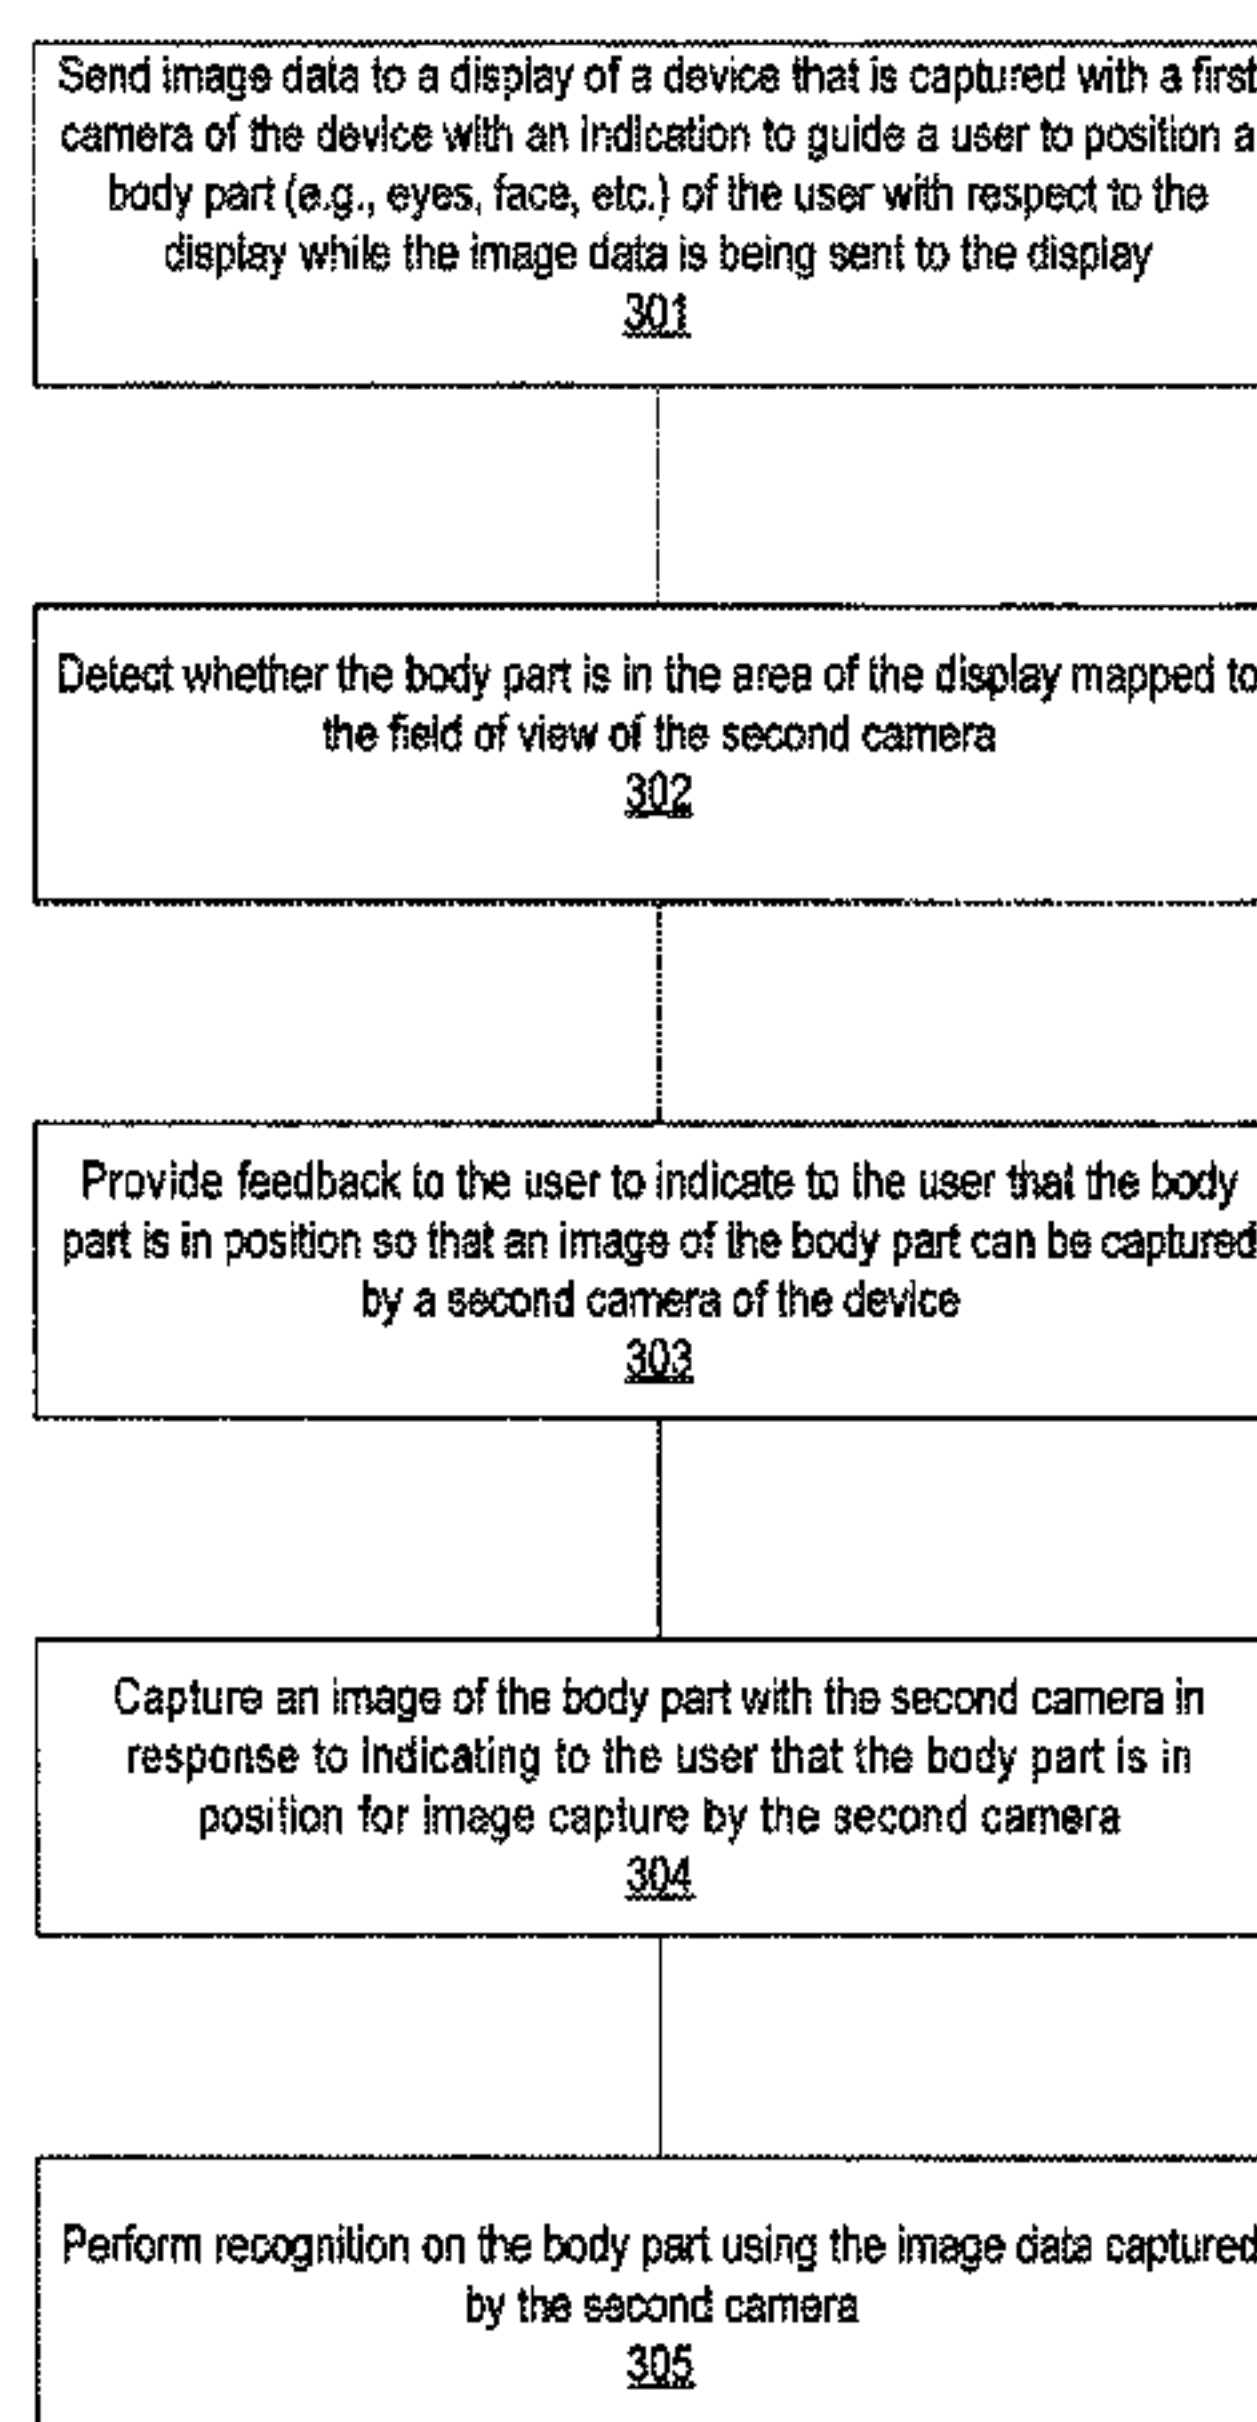 Send image data to a display of a device that is captured with a first
camera of the device with an indication to guide a user to position a
body part (e.g., eyes, face, etc.) of the user with respect to the
display while the image data is being sent to the display
301
Detect whether the body part is in the area of the display mapped to
the field of view of the second camera
302
Provide feedback to the user to indicate to the user that the body
part is in position so that an image of the body part can be captured
by a second camera of the device
303
Capture an image of the body part with the second camera in
response to indicating to the user that the body part is in
position for image capture by the second camera
304
Perform recognition on the body part using the image data captured
by the second camera
305